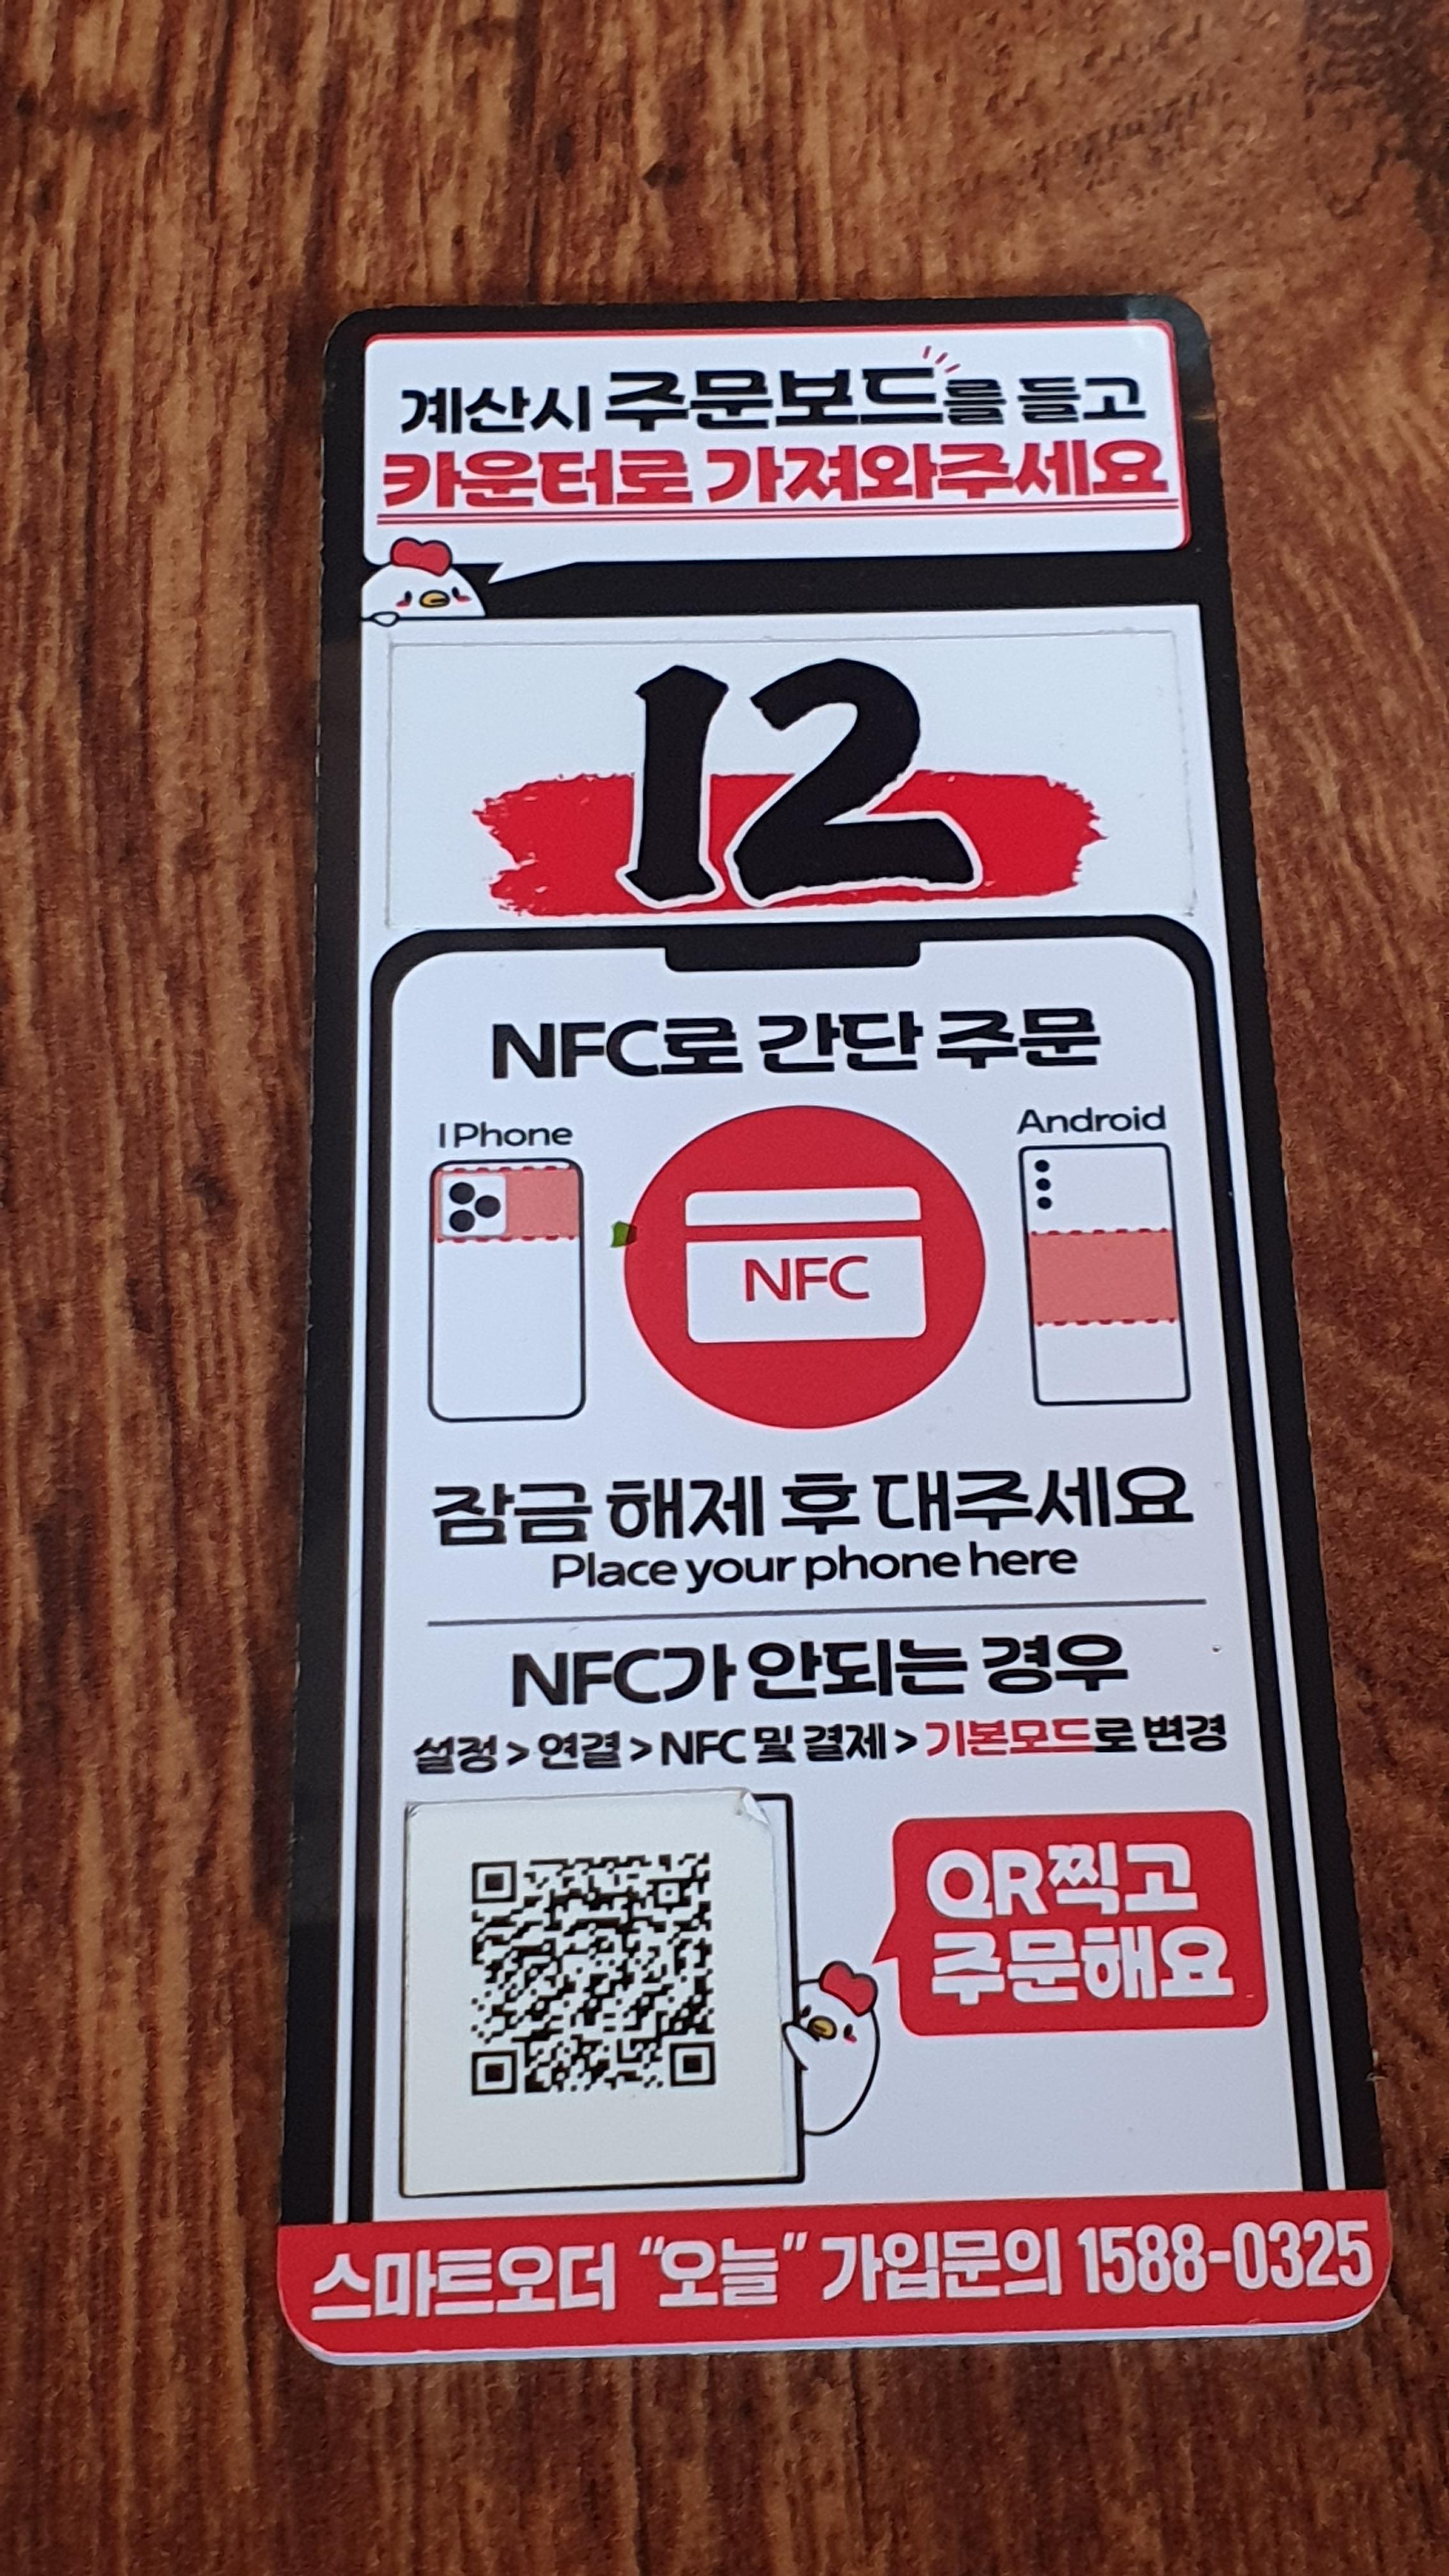 계산시 주문보드를 들고
카운터로 가져와주세요
12
NFC로 간단 주문
I Phone
Android
NFC
잠금 해제 후 대주세요
Place your phone here
NFC가 안되는 경우
설정 > 연결 > NFC 및 결제 > 기본모드로 변경
QR찍고
주문해요
스마트오더 “오늘” 가입문의 1588-0325